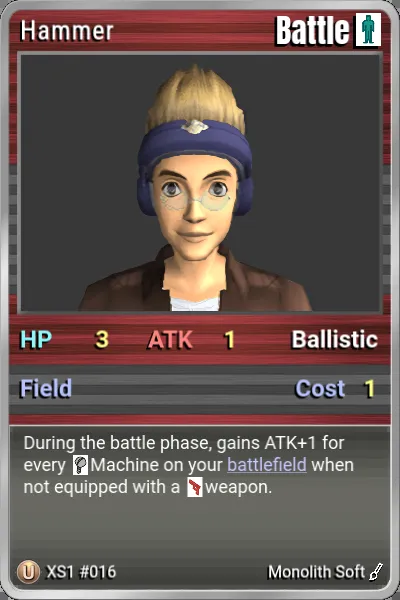 Hammer Battle
HP 3 ATK 1 Ballistic
Field Cost 1
During the battle phase, gains ATK+1 for
every Machine on your battlefield when
not equipped with a weapon.
U XS1 #016 Monolith Soft